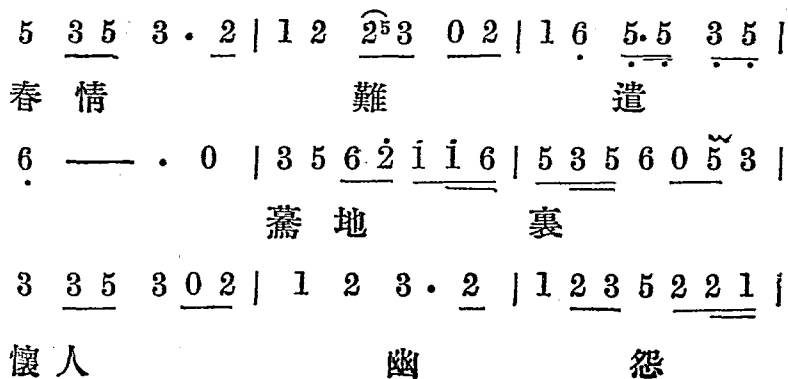 5 3 5 3 · 2 | 1 2 2 5 3 0 2 | 1 6 5 · 5 3 5 |
春 情 難 遣
6 — · 0 | 3 5 6 2 1 1 6 | 5 3 5 6 0 5 3 |
驀 地 裏
3 3 5 3 0 2 | 1 2 3 · 2 | 1 2 3 5 2 2 1 |
懷 人 幽 怨